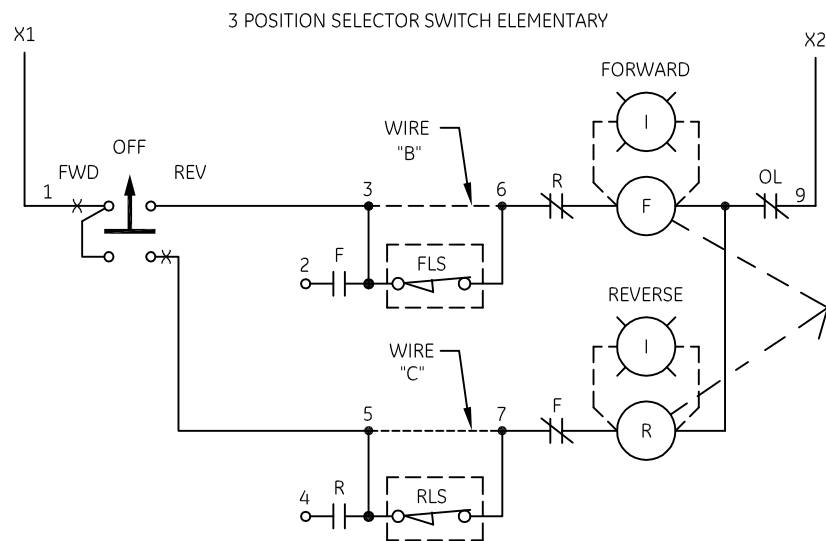 3 POSITION SELECTOR SWITCH ELEMENTARY
X1
X2
FORWARD
I
OFF
WIRE
"B"
FWD
REV
1
3
6
R
F
OL
9
2
F
FLS
REVERSE
I
WIRE
"C"
5
7
F
R
4
R
RLS